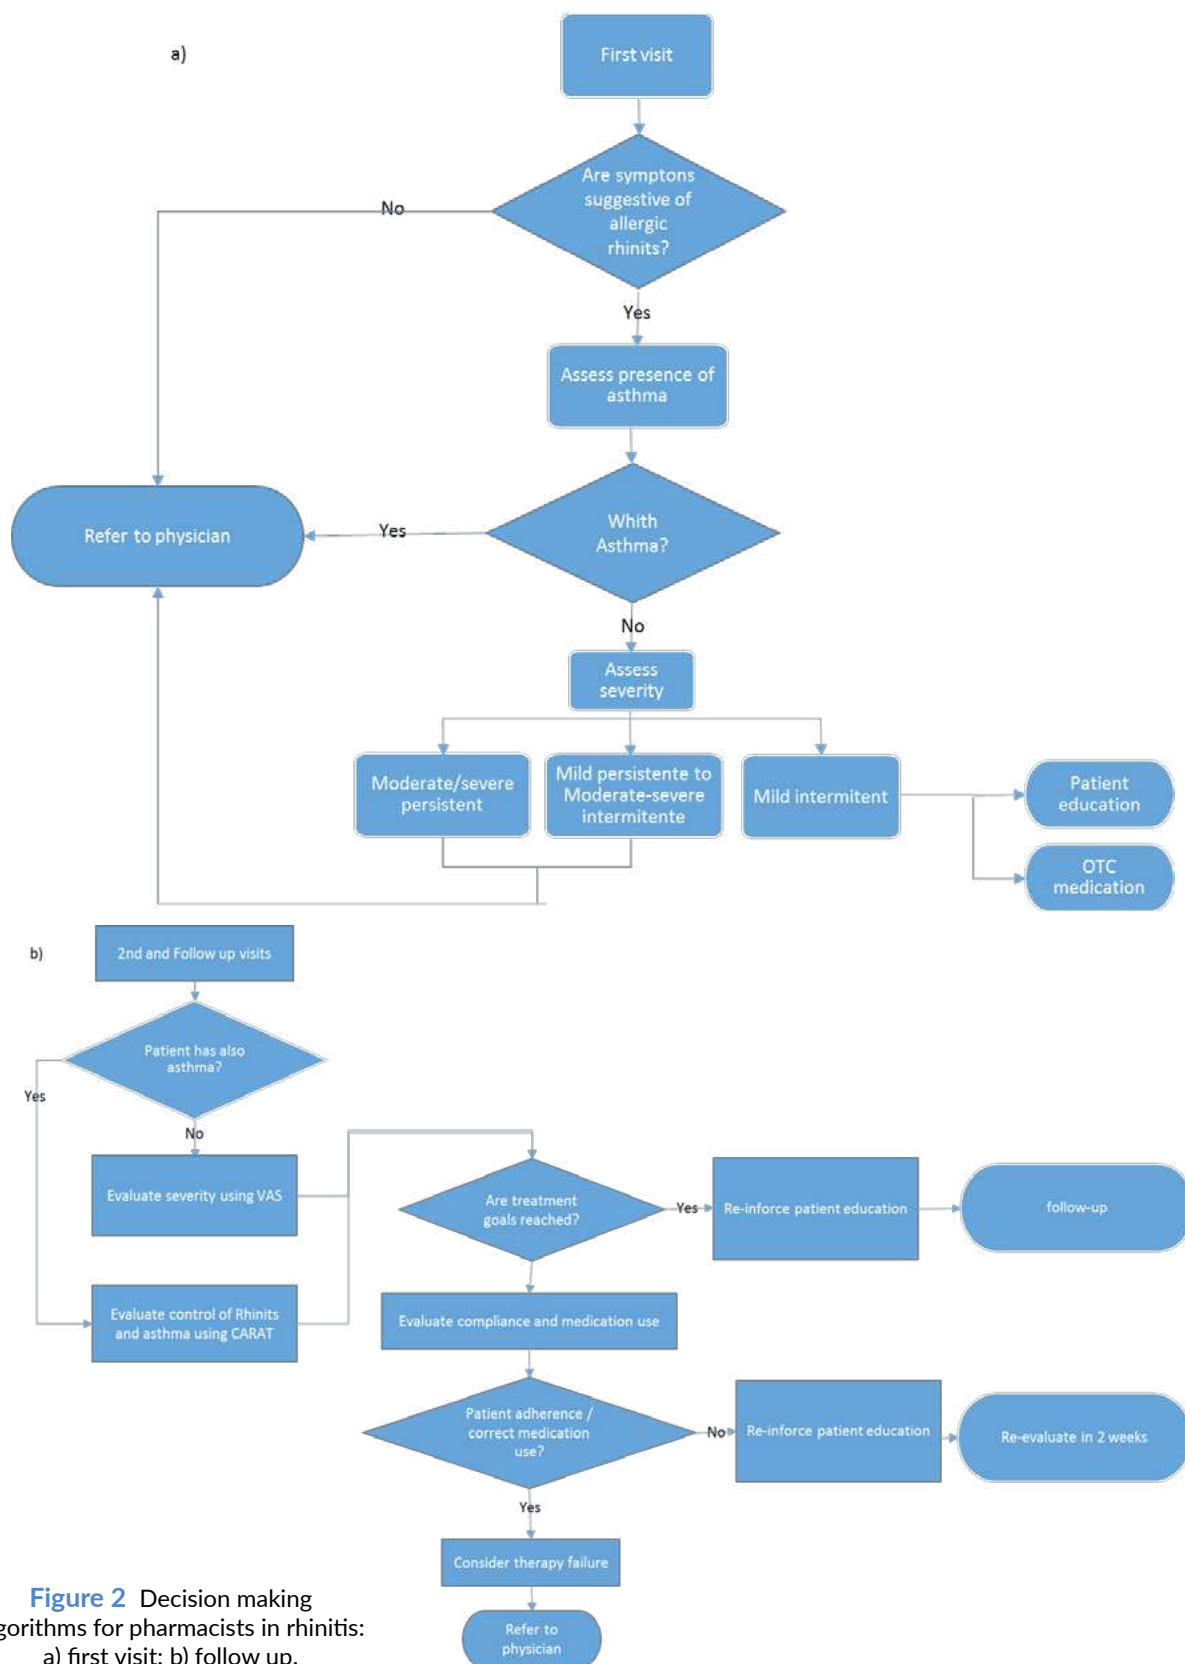 a)
First visit
Are symptons
suggestive of
allergic
rhinits?
No
Yes
Assess presence of
asthma
Whith
Asthma?
Yes
Refer to physician
No
Assess
severity
Moderate/severe
persistent
Mild persistente to
Moderate-severe
intermitente
Mild intermitent
Patient
education
OTC
medication
b)
2nd and Follow up visits
Patient has also
asthma?
Yes
No
Evaluate severity using VAS
Evaluate control of Rhinits
and asthma using CARAT
Are treatment
goals reached?
Yes
Re-inforce patient education
follow-up
Evaluate compliance and medication use
Patient adherence /
correct medication
use?
No
Re-inforce patient education
Re-evaluate in 2 weeks
Yes
Consider therapy failure
Refer to
physician
Figure 2 Decision making
gorithms for pharmacists in rhinitis:
a) first visit; b) follow up.